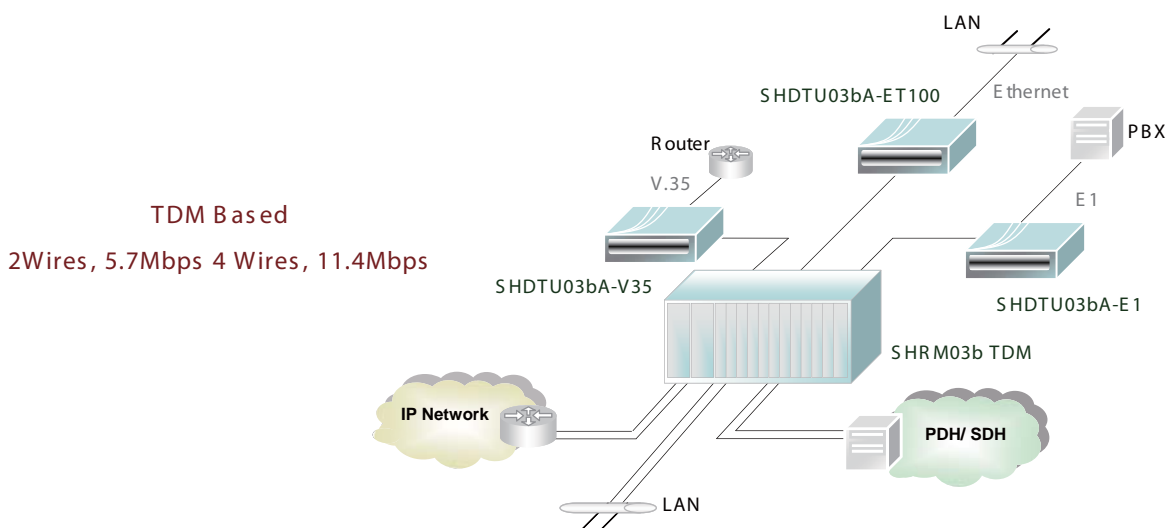 LAN
Ethernet
SHDTU03bA-ET100
PBX
Router
V.35
E1
TDM Based
2Wires, 5.7Mbps 4 Wires, 11.4Mbps
SHDTU03bA-V35
SHDTU03bA-E1
SHRM03b TDM
IP Network
PDH/ SDH
LAN